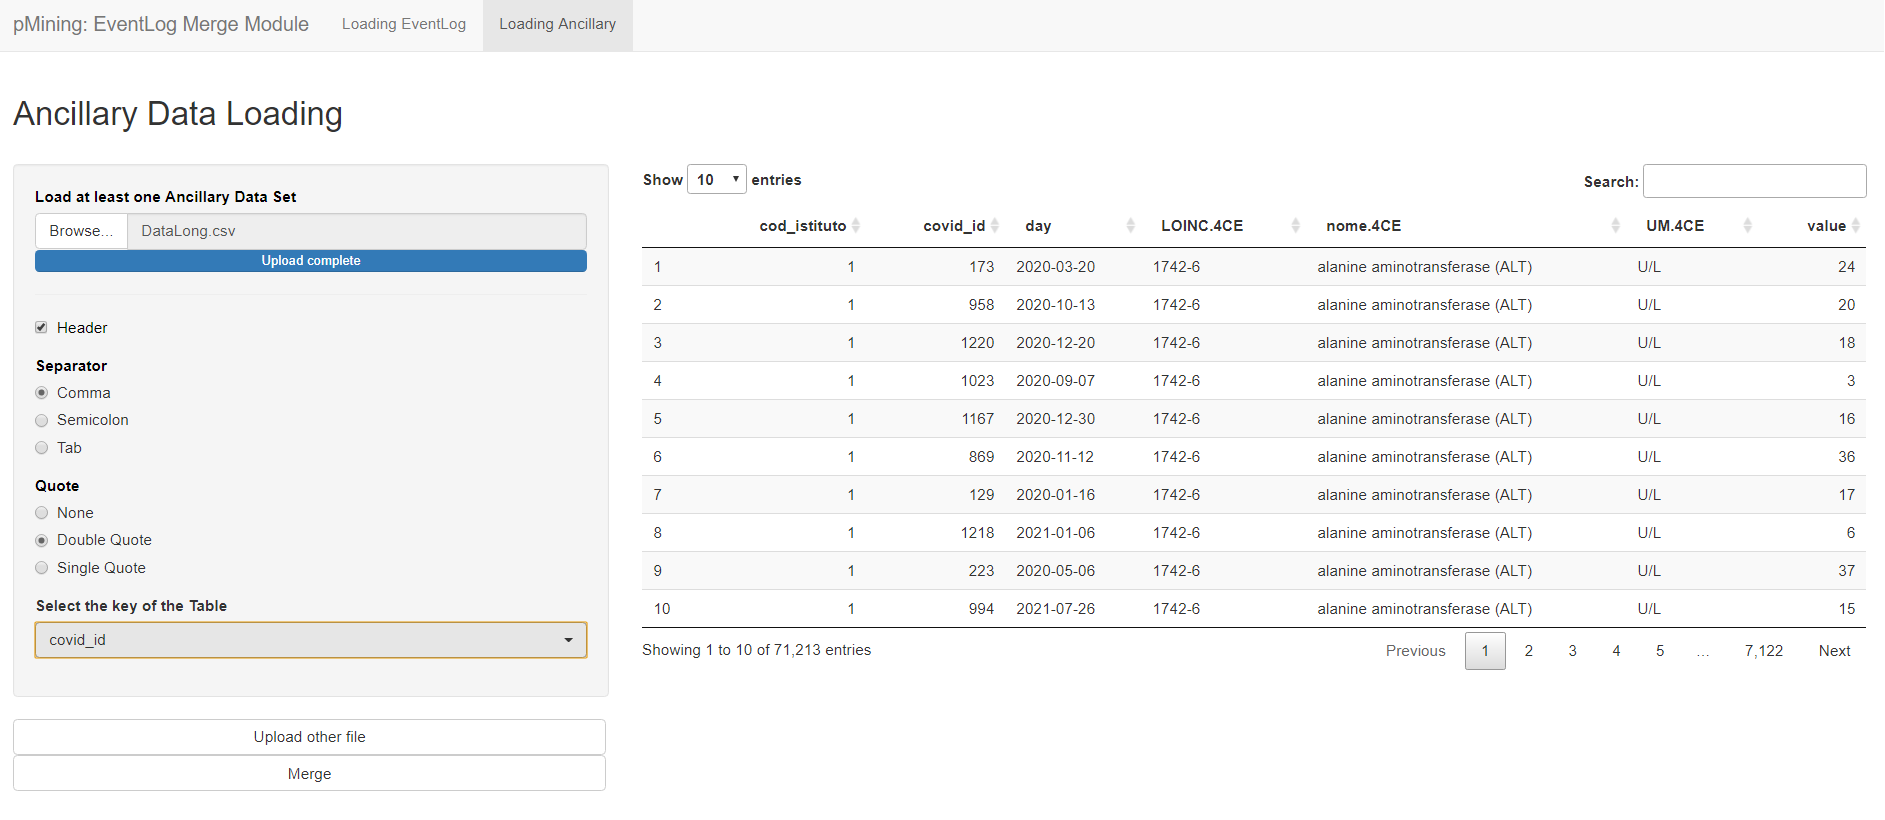 pMining: EventLog Merge Module Loading EventLog Loading Ancillary
Ancillary Data Loading
Load at least one Ancillary Data Set
Browse... DataLong.csv
Upload complete
Header
Separator
Comma
Semicolon
Tab
Quote
None
Double Quote
Single Quote
Select the key of the Table
covid_id
Upload other file
Merge
Show 10 entries Search:
cod_istituto covid_id day LOINC.4CE nome.4CE UM.4CE value
1 1 173 2020-03-20 1742-6 alanine aminotransferase (ALT) U/L 24
2 1 958 2020-10-13 1742-6 alanine aminotransferase (ALT) U/L 20
3 1 1220 2020-12-20 1742-6 alanine aminotransferase (ALT) U/L 18
4 1 1023 2020-09-07 1742-6 alanine aminotransferase (ALT) U/L 3
5 1 1167 2020-12-30 1742-6 alanine aminotransferase (ALT) U/L 16
6 1 869 2020-11-12 1742-6 alanine aminotransferase (ALT) U/L 36
7 1 129 2020-01-16 1742-6 alanine aminotransferase (ALT) U/L 17
8 1 1218 2021-01-06 1742-6 alanine aminotransferase (ALT) U/L 6
9 1 223 2020-05-06 1742-6 alanine aminotransferase (ALT) U/L 37
10 1 994 2021-07-26 1742-6 alanine aminotransferase (ALT) U/L 15
Showing 1 to 10 of 71,213 entries Previous 1 2 3 4 5 … 7,122 Next